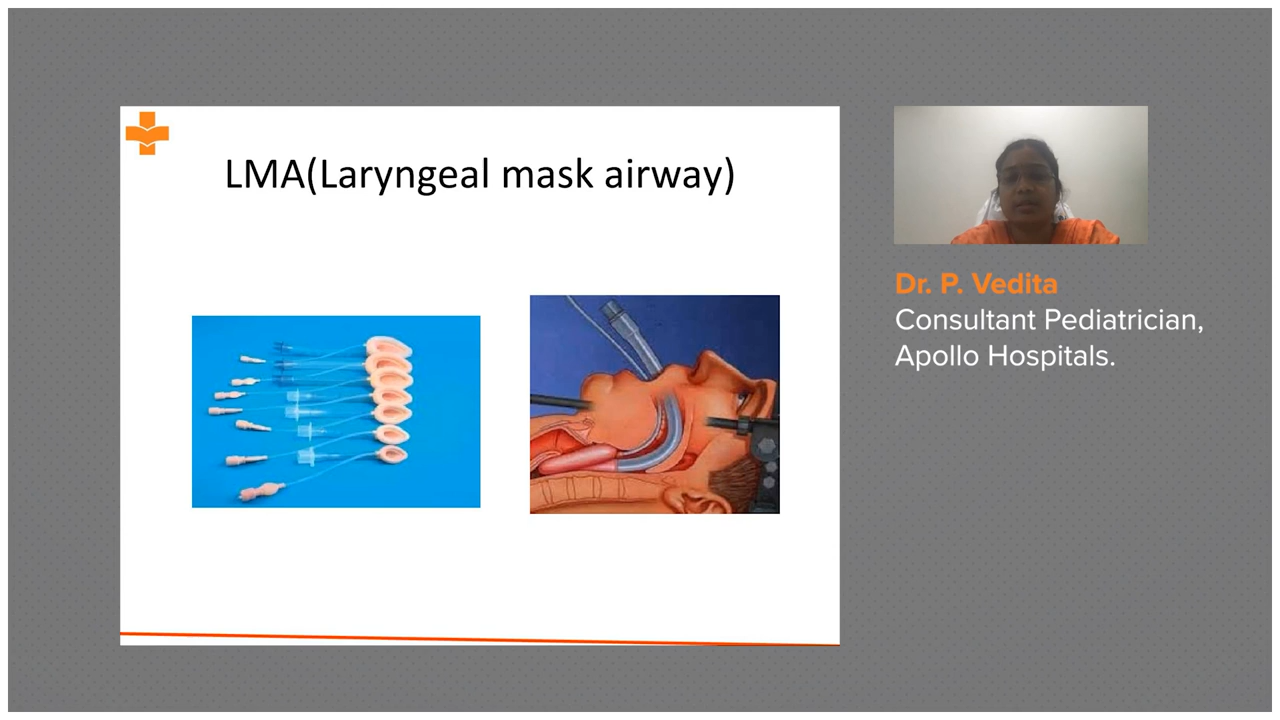 LMA(Laryngeal mask airway)
Dr. P. Vedita
Consultant Pediatrician,
Apollo Hospitals.